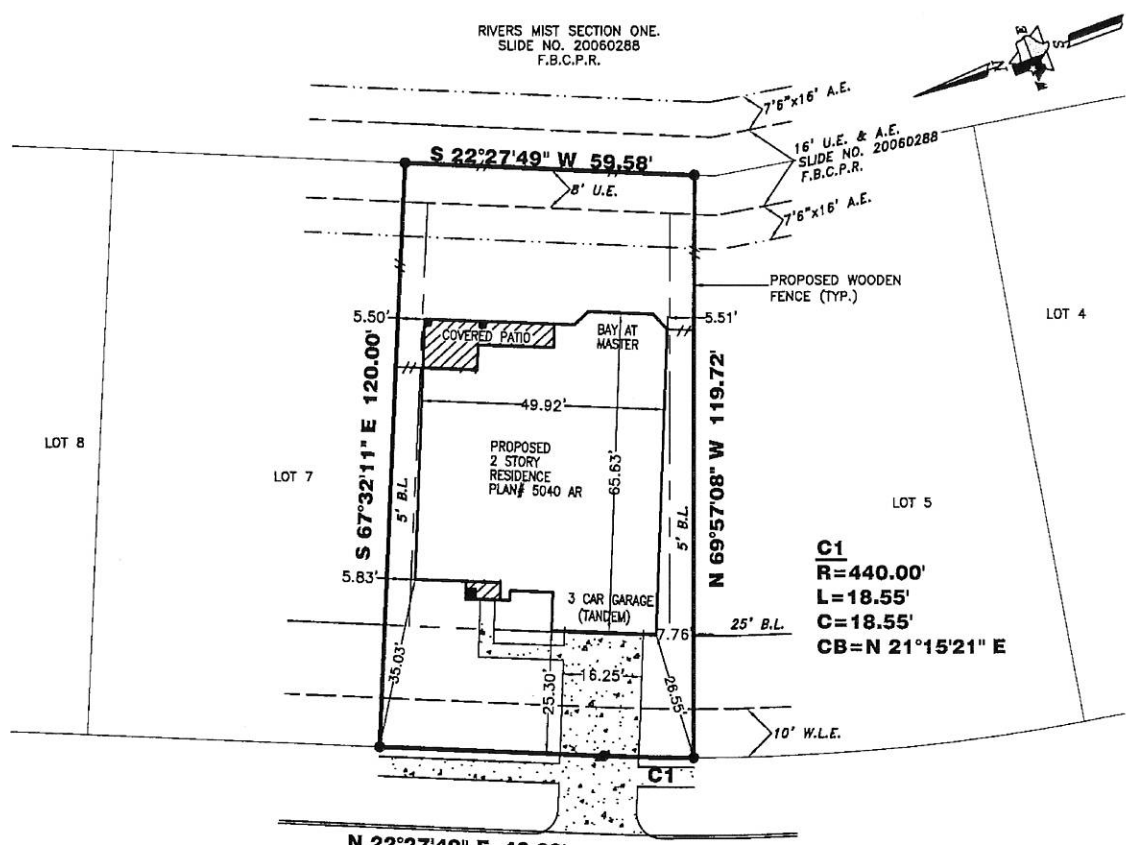 RIVERS MIST SECTION ONE.
SLIDE NO. 20060288
F.B.C.P.R.
N
E
S
7'6"x16' A.E.
16' U.E. & A.E.
SLIDE NO. 20060288
F.B.C.P.R.
S 22°27'49" W 59.58'
8' U.E.
7'6"x16' A.E.
PROPOSED WOODEN
FENCE (TYP.)
LOT 4
5.50'
5.51'
COVERED PATIO
BAY AT
MASTER
49.92'
65.63'
S 67°32'11" E 120.00'
N 69°57'08" W 119.72'
LOT 8
LOT 7
PROPOSED
2 STORY
RESIDENCE
PLAN# 5040 AR
5' B.L.
5' B.L.
LOT 5
C1
R=440.00'
L=18.55'
C=18.55'
CB=N 21°15'21" E
5.83'
3 CAR GARAGE
(TANDEM)
7.76'
25' B.L.
35.03'
25.30'
16.25'
26.55'
10' W.L.E.
C1